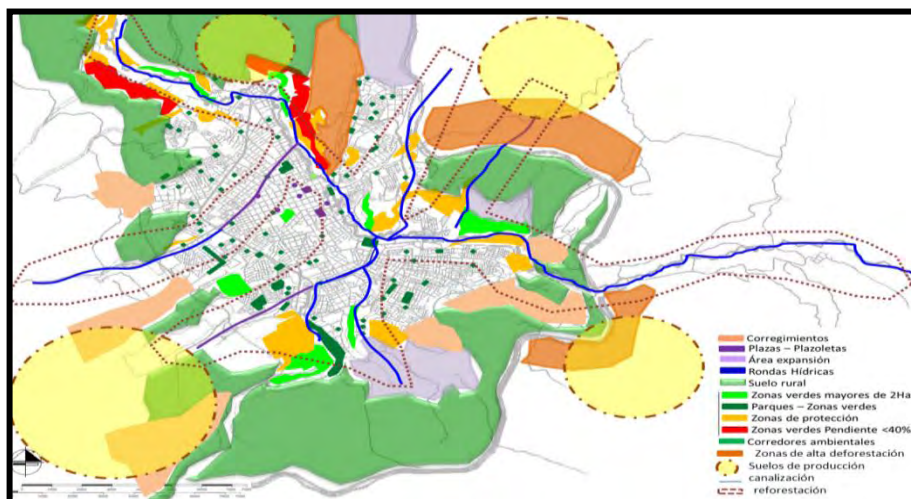 Corregimientos
Plazas – Plazoletas
Área expansión
Rondas Hídricas
Suelo rural
Zonas verdes mayores de 2Ha
Parques – Zonas verdes
Zonas de protección
Zonas verdes Pendiente <40%
Corredores ambientales
Zonas de alta deforestación
Suelos de producción
canalización
reforestación